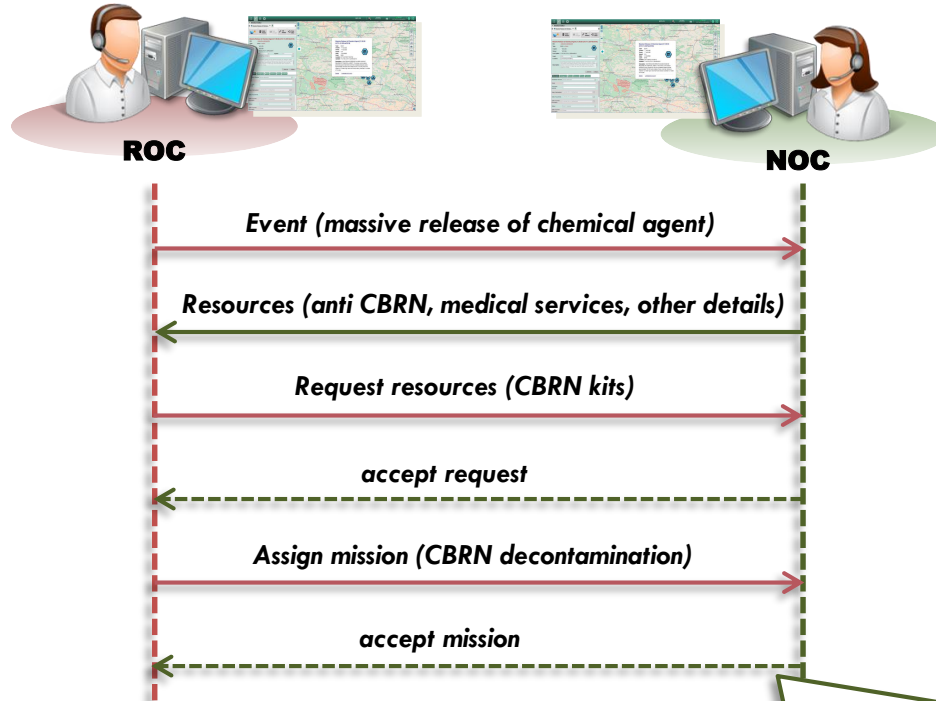 ROC
NOC
Event (massive release of chemical agent)
Resources (anti CBRN, medical services, other details)
Request resources (CBRN kits)
accept request
Assign mission (CBRN decontamination)
accept mission